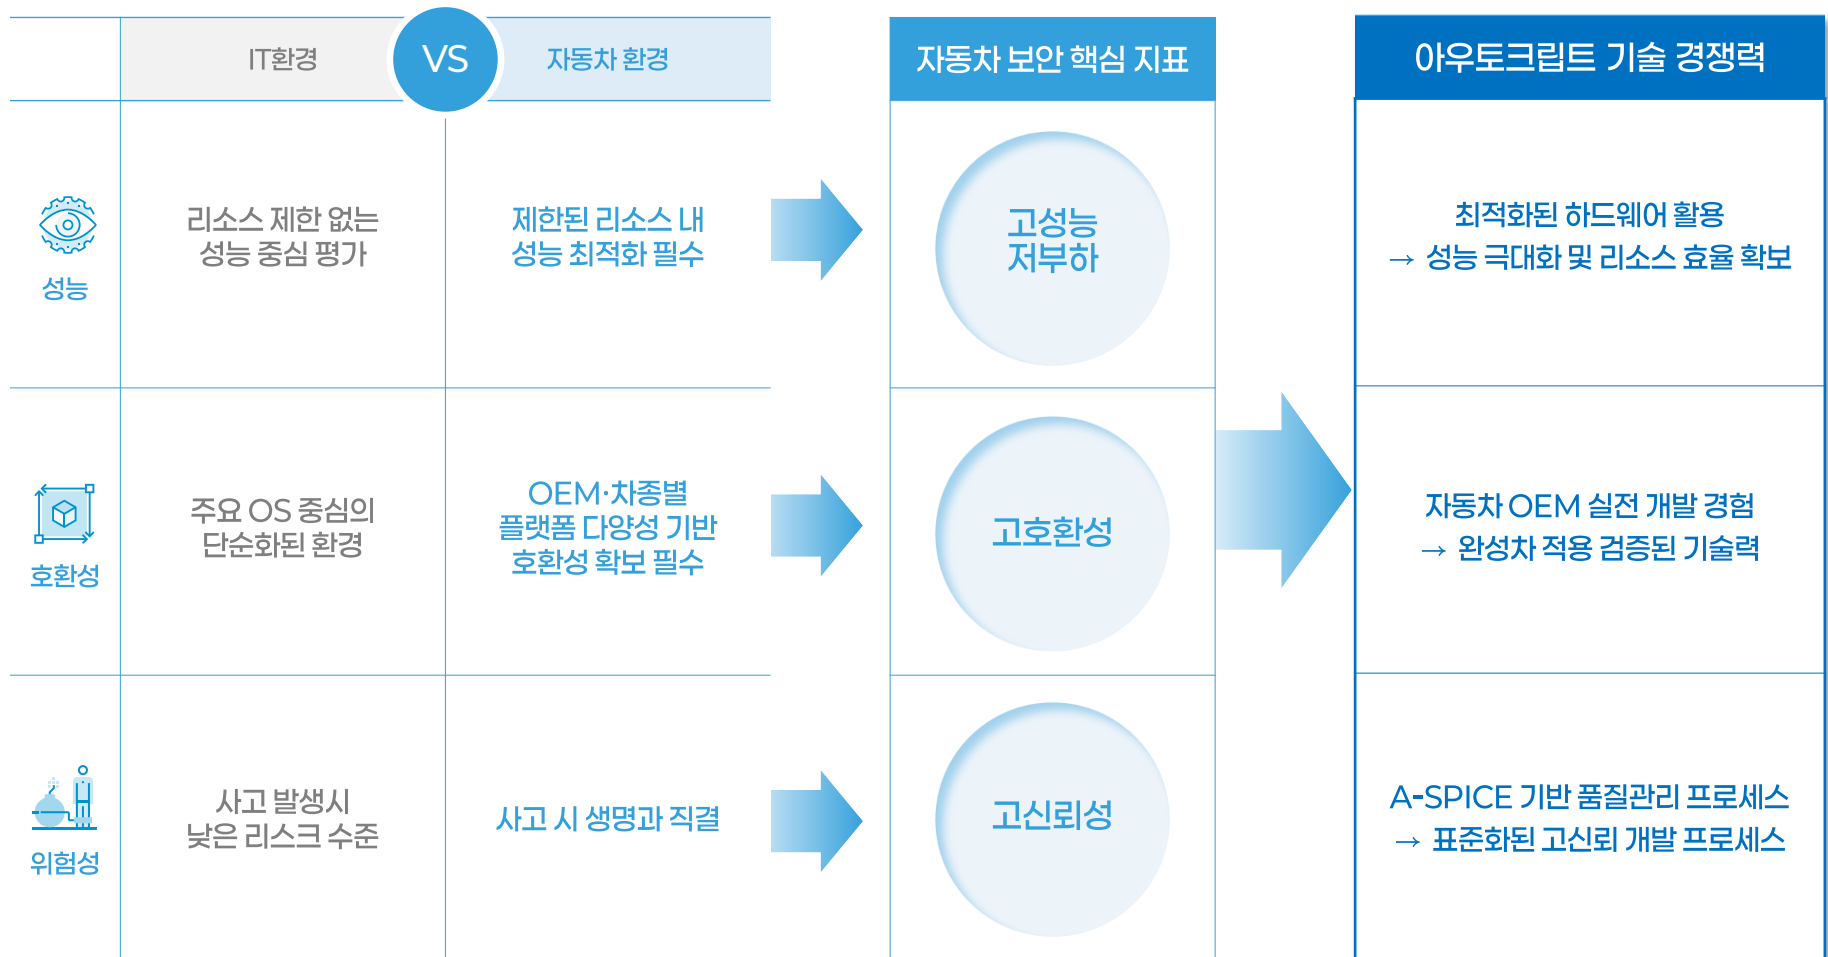 IT환경
VS
자동차 환경
자동차 보안 핵심 지표
아우토크립트 기술 경쟁력
성능
리소스 제한 없는
성능 중심 평가
제한된 리소스 내
성능 최적화 필수
고성능
저부하
최적화된 하드웨어 활용
→ 성능 극대화 및 리소스 효율 확보
호환성
주요 OS 중심의
단순화된 환경
OEM·차종별
플랫폼 다양성 기반
호환성 확보 필수
고호환성
자동차 OEM 실전 개발 경험
→ 완성차 적용 검증된 기술력
위험성
사고 발생시
낮은 리스크 수준
사고 시 생명과 직결
고신뢰성
A-SPICE 기반 품질관리 프로세스
→ 표준화된 고신뢰 개발 프로세스